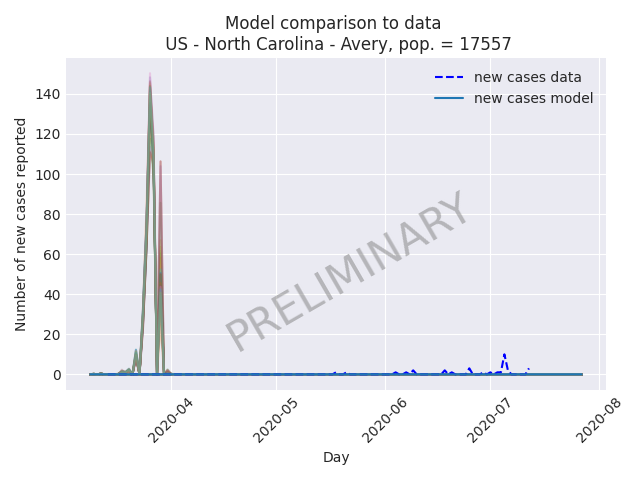 Model comparison to data
US - North Carolina - Avery, pop. = 17557
new cases data
new cases model
Number of new cases reported
140
120
100
80
60
40
20
0
PRELIMINARY
2020-04
2020-05
2020-06
2020-07
2020-08
Day